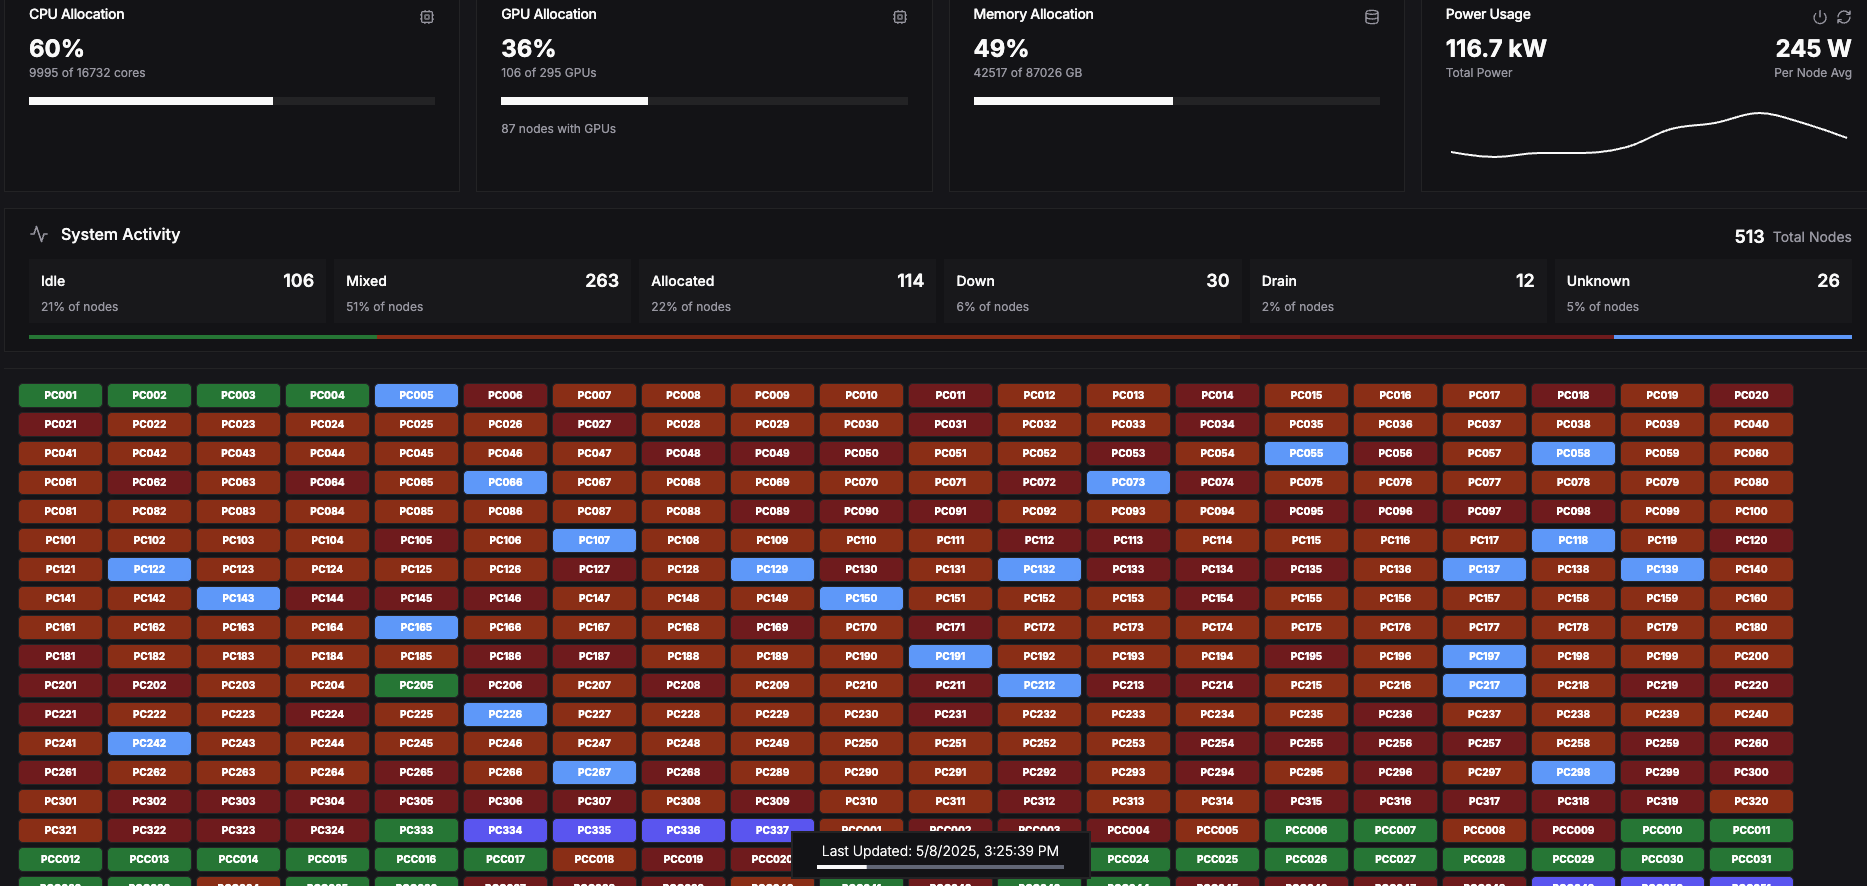 CPU Allocation
60%
9995 of 16732 cores
GPU Allocation
36%
106 of 295 GPUs
87 nodes with GPUs
Memory Allocation
49%
42517 of 87026 GB
Power Usage
116.7 kW
Total Power
245 W
Per Node Avg
System Activity
513 Total Nodes
Idle 106
21% of nodes
Mixed 263
51% of nodes
Allocated 114
22% of nodes
Down 30
6% of nodes
Drain 12
2% of nodes
Unknown 26
5% of nodes
PC001 PC002 PC003 PC004 PC005 PC006 PC007 PC008 PC009 PC010 PC011 PC012 PC013 PC014 PC015 PC016 PC017 PC018 PC019 PC020
PC021 PC022 PC023 PC024 PC025 PC026 PC027 PC028 PC029 PC030 PC031 PC032 PC033 PC034 PC035 PC036 PC037 PC038 PC039 PC040
PC041 PC042 PC043 PC044 PC045 PC046 PC047 PC048 PC049 PC050 PC051 PC052 PC053 PC054 PC055 PC056 PC057 PC058 PC059 PC060
PC061 PC062 PC063 PC064 PC065 PC066 PC067 PC068 PC069 PC070 PC071 PC072 PC073 PC074 PC075 PC076 PC077 PC078 PC079 PC080
PC081 PC082 PC083 PC084 PC085 PC086 PC087 PC088 PC089 PC090 PC091 PC092 PC093 PC094 PC095 PC096 PC097 PC098 PC099 PC100
PC101 PC102 PC103 PC104 PC105 PC106 PC107 PC108 PC109 PC110 PC111 PC112 PC113 PC114 PC115 PC116 PC117 PC118 PC119 PC120
PC121 PC122 PC123 PC124 PC125 PC126 PC127 PC128 PC129 PC130 PC131 PC132 PC133 PC134 PC135 PC136 PC137 PC138 PC139 PC140
PC141 PC142 PC143 PC144 PC145 PC146 PC147 PC148 PC149 PC150 PC151 PC152 PC153 PC154 PC155 PC156 PC157 PC158 PC159 PC160
PC161 PC162 PC163 PC164 PC165 PC166 PC167 PC168 PC169 PC170 PC171 PC172 PC173 PC174 PC175 PC176 PC177 PC178 PC179 PC180
PC181 PC182 PC183 PC184 PC185 PC186 PC187 PC188 PC189 PC190 PC191 PC192 PC193 PC194 PC195 PC196 PC197 PC198 PC199 PC200
PC201 PC202 PC203 PC204 PC205 PC206 PC207 PC208 PC209 PC210 PC211 PC212 PC213 PC214 PC215 PC216 PC217 PC218 PC219 PC220
PC221 PC222 PC223 PC224 PC225 PC226 PC227 PC228 PC229 PC230 PC231 PC232 PC233 PC234 PC235 PC236 PC237 PC238 PC239 PC240
PC241 PC242 PC243 PC244 PC245 PC246 PC247 PC248 PC249 PC250 PC251 PC252 PC253 PC254 PC255 PC256 PC257 PC258 PC259 PC260
PC261 PC262 PC263 PC264 PC265 PC266 PC267 PC268 PC289 PC290 PC291 PC292 PC293 PC294 PC295 PC296 PC297 PC298 PC299 PC300
PC301 PC302 PC303 PC304 PC305 PC306 PC307 PC308 PC309 PC310 PC311 PC312 PC313 PC314 PC315 PC316 PC317 PC318 PC319 PC320
PC321 PC322 PC323 PC324 PC333 PC334 PC335 PC336 PC337 PCC001 PCC002 PCC003 PCC004 PCC005 PCC006 PCC007 PCC008 PCC009 PCC010 PCC011
PCC012 PCC013 PCC014 PCC015 PCC016 PCC017 PCC018 PCC019 PCC020 PCC024 PCC025 PCC026 PCC027 PCC028 PCC029 PCC030 PCC031
Last Updated: 5/8/2025, 3:25:39 PM